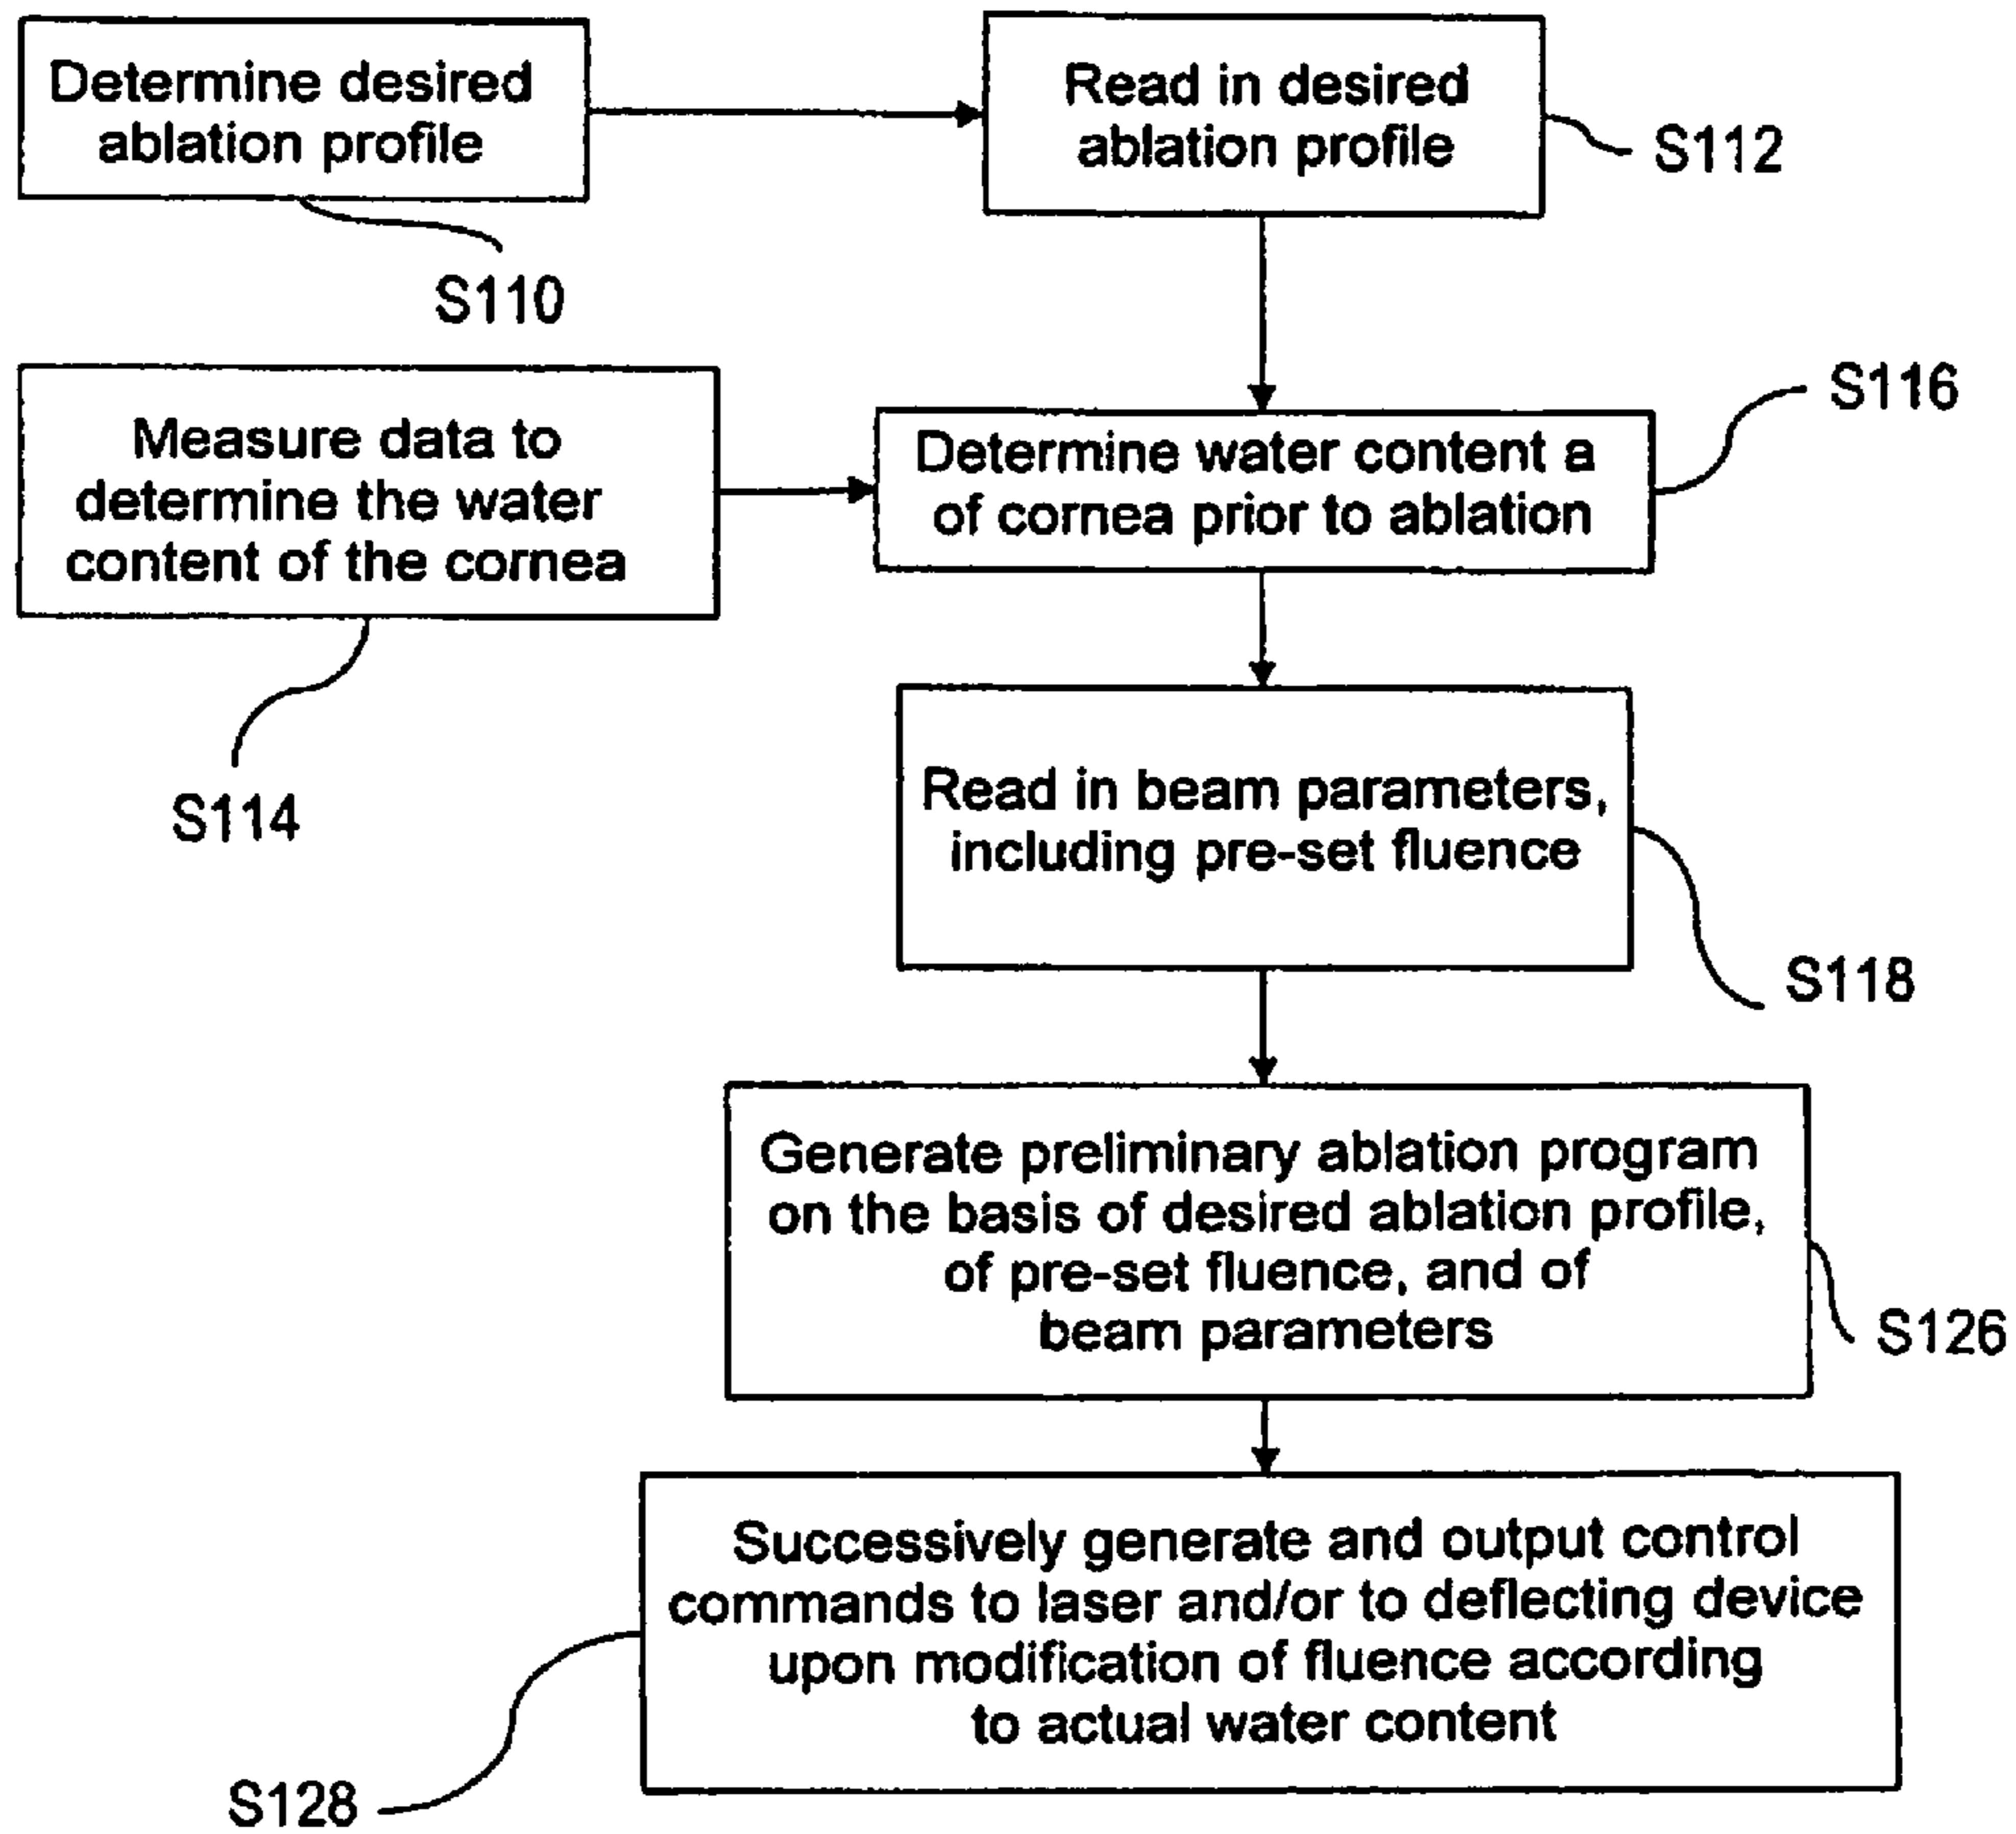 Determine desired
ablation profile
S110
Read in desired
ablation profile
S112
Measure data to
determine the water
content of the cornea
S114
Determine water content a
of cornea prior to ablation
S116
Read in beam parameters,
including pre-set fluence
S118
Generate preliminary ablation program
on the basis of desired ablation profile,
of pre-set fluence, and of
beam parameters
S126
Successively generate and output control
commands to laser and/or to deflecting device
upon modification of fluence according
to actual water content
S128